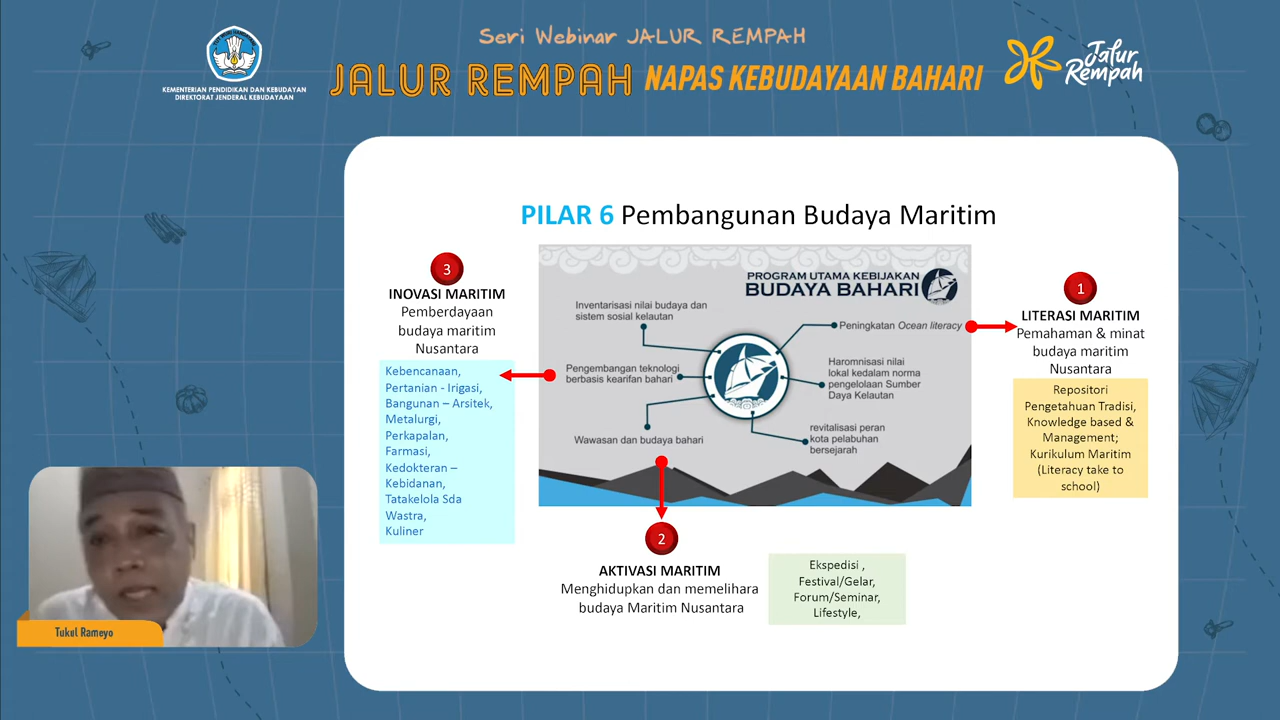 Seri Webinar JALUR REMPAH
JALUR REMPAH NAPAS KEBUDAYAAN BAHARI
KEMENTERIAN PENDIDIKAN DAN KEBUDAYAAN
DIREKTORAT JENDERAL KEBUDAYAAN
Jalur
Rempah
PILAR 6 Pembangunan Budaya Maritim
3
INOVASI MARITIM
Pemberdayaan
budaya maritim
Nusantara
Kebencanaan,
Pertanian - Irigasi,
Bangunan – Arsitek,
Metalurgi,
Perkapalan,
Farmasi,
Kedokteran –
Kebidanan,
Tatakelola Sda
Wastra,
Kuliner
PROGRAM UTAMA KEBIJAKAN
BUDAYA BAHARI
Inventarisasi nilai budaya dan
sistem sosial kelautan
Pengembangan teknologi
berbasis kearifan bahari
Wawasan dan budaya bahari
Peningkatan Ocean literacy
Haromnisasi nilai
lokal kedalam norma
pengelolaan Sumber
Daya Kelautan
revitalisasi peran
kota pelabuhan
bersejarah
1
LITERASI MARITIM
Pemahaman & minat
budaya maritim
Nusantara
Repositori
Pengetahuan Tradisi,
Knowledge based &
Management;
Kurikulum Maritim
(Literacy take to
school)
2
AKTIVASI MARITIM
Menghidupkan dan memelihara
budaya Maritim Nusantara
Ekspedisi ,
Festival/Gelar,
Forum/Seminar,
Lifestyle,
Tukul Rameyo